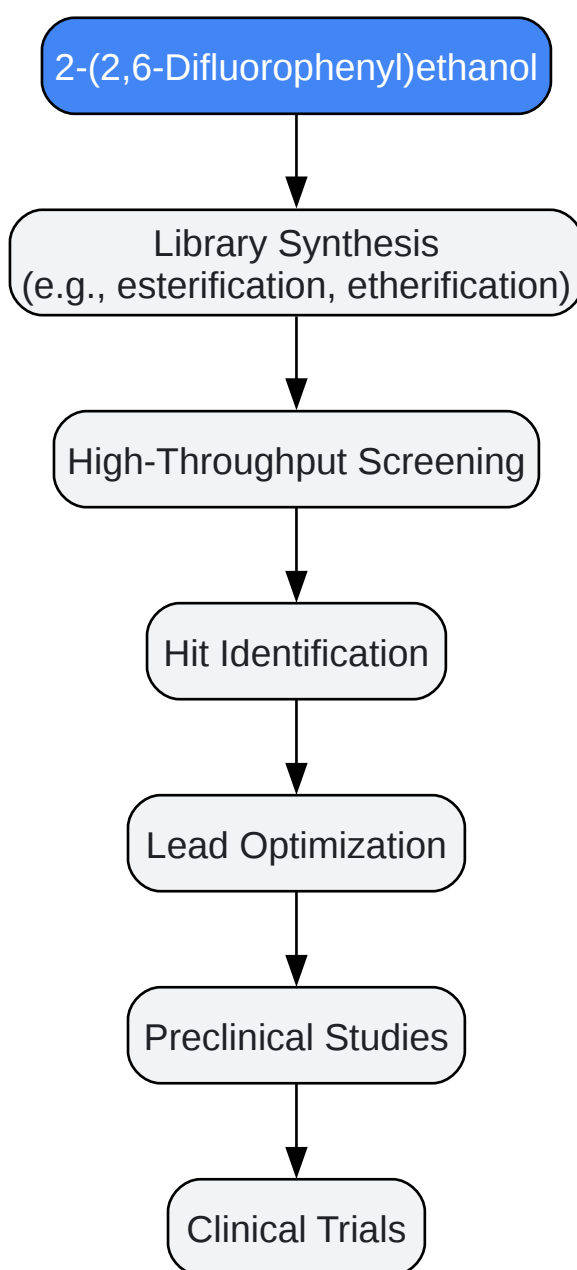 2-(2,6-Difluorophenyl)ethanol
Library Synthesis
(e.g., esterification, etherification)
High-Throughput Screening
Hit Identification
Lead Optimization
Preclinical Studies
Clinical Trials